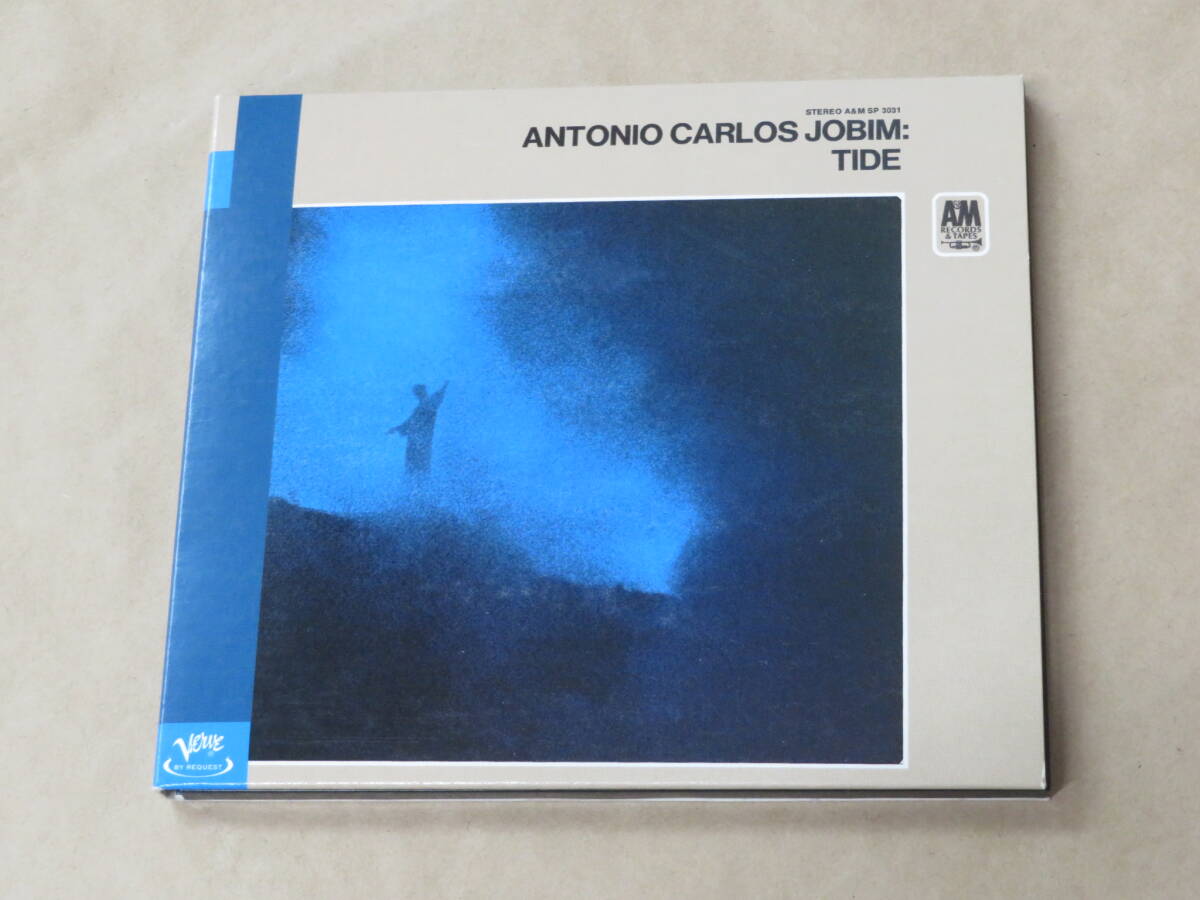 STEREO A&M SP 3031
ANTONIO CARLOS JOBIM:
TIDE
A&M
RECORDS
& TAPES
Verve
BY REQUEST